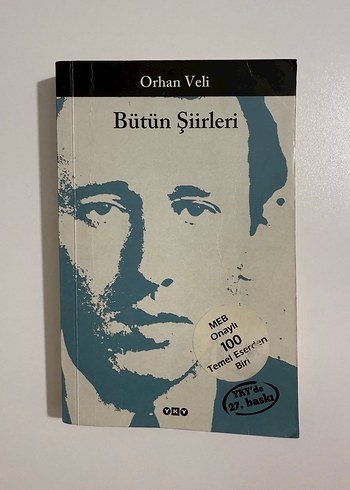 Orhan Veli
Bütün Şiirleri
MEB
Onaylı
100
Temel Eserden
Biri
YKY'de
27. baskı
YKY